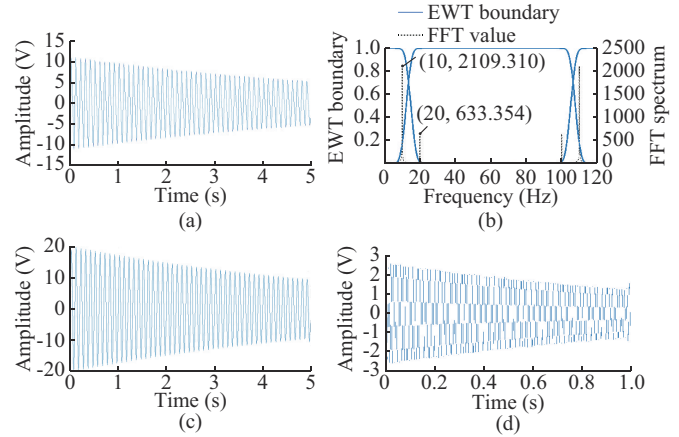 EWT boundary
FFT value
Amplitude (V)
15
10
5
0
-5
-10
-15
0 1 2 3 4 5
Time (s)
(a)
EWT boundary
1.0
0.8
0.6
0.4
0.2
(10, 2109.310)
(20, 633.354)
2500
2000
1500
1000
500
0
FFT spectrum
0 20 40 60 80 100 120
Frequency (Hz)
(b)
Amplitude (V)
20
10
0
-10
-20
0 1 2 3 4 5
Time (s)
(c)
Amplitude (V)
3
2
1
0
-1
-2
-3
0 0.2 0.4 0.6 0.8 1.0
Time (s)
(d)